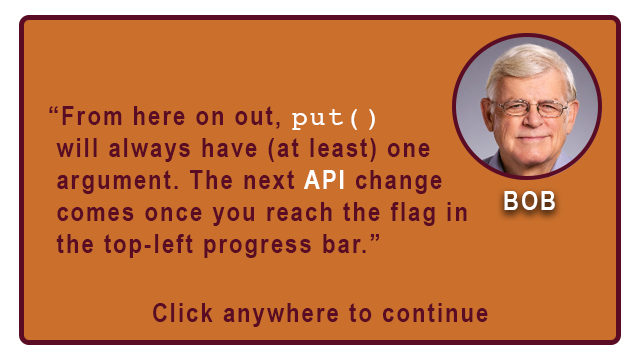 “From here on out, put()
will always have (at least) one
argument. The next API change
comes once you reach the flag in
the top-left progress bar.”
BOB
Click anywhere to continue